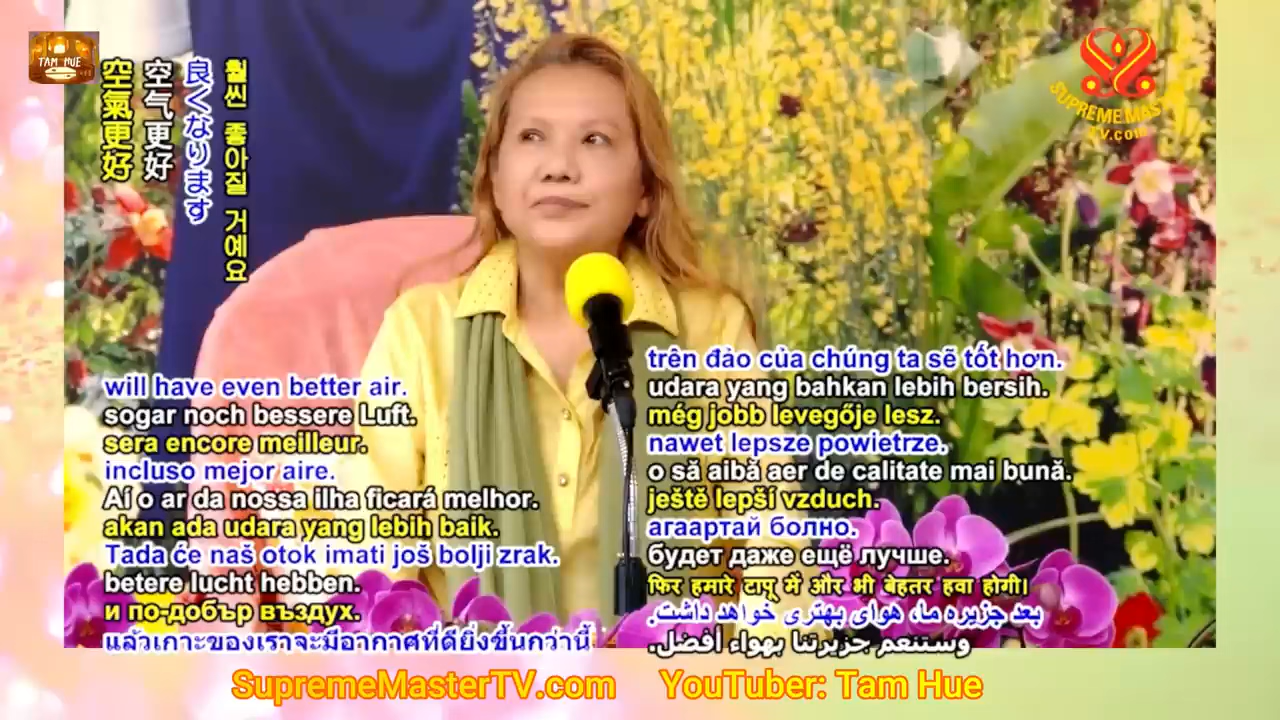 TAM HUE
空氣更好
空气更好
良くなります
훨씬 좋아질 거예요
SUPREME MAS
TV.com
will have even better air.
sogar noch bessere Luft.
sera encore meilleur.
incluso mejor aire.
Aí o ar da nossa ilha ficará melhor.
akan ada udara yang lebih baik.
Tada će naš otok imati još bolji zrak.
betere lucht hebben.
и по-добър въздух.
แล้วเกาะของเราจะมีอากาศที่ดียิ่งขึ้นกว่านี้
trên đảo của chúng ta sẽ tốt hơn.
udara yang bahkan lebih bersih.
még jobb levegője lesz.
nawet lepsze powietrze.
o să aibă aer de calitate mai bună.
ještě lepší vzduch.
агаартай болно.
будет даже ещё лучше.
फिर हमारे टापू में और भी बेहतर हवा होगी।
بعد جزیره ما، هوای بهتری خواهد داشت.
وستنعم جزيرتنا بهواء أفضل.
SupremeMasterTV.com YouTuber: Tam Hue